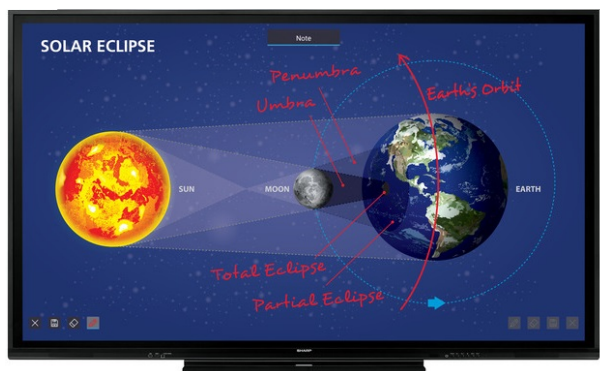 Note
SOLAR ECLIPSE
Penumbra
Umbra
Earth's Orbit
SUN
MOON
EARTH
Total Eclipse
Partial Eclipse
SHARP